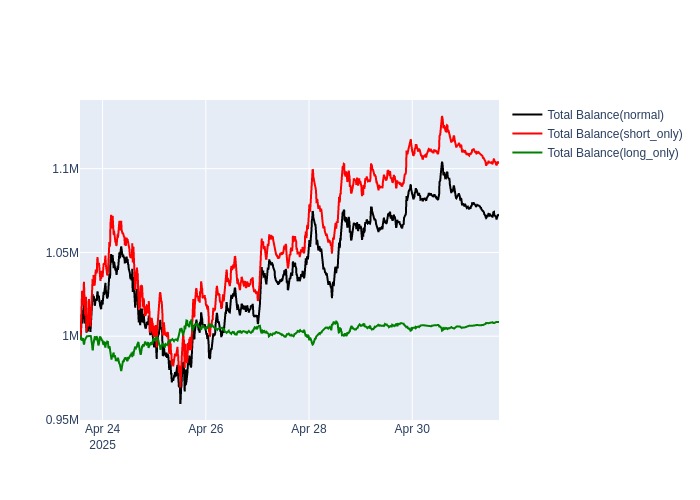 Total Balance(normal)
Total Balance(short_only)
Total Balance(long_only)
1.1M
1.05M
1M
0.95M
Apr 24
2025
Apr 26
Apr 28
Apr 30